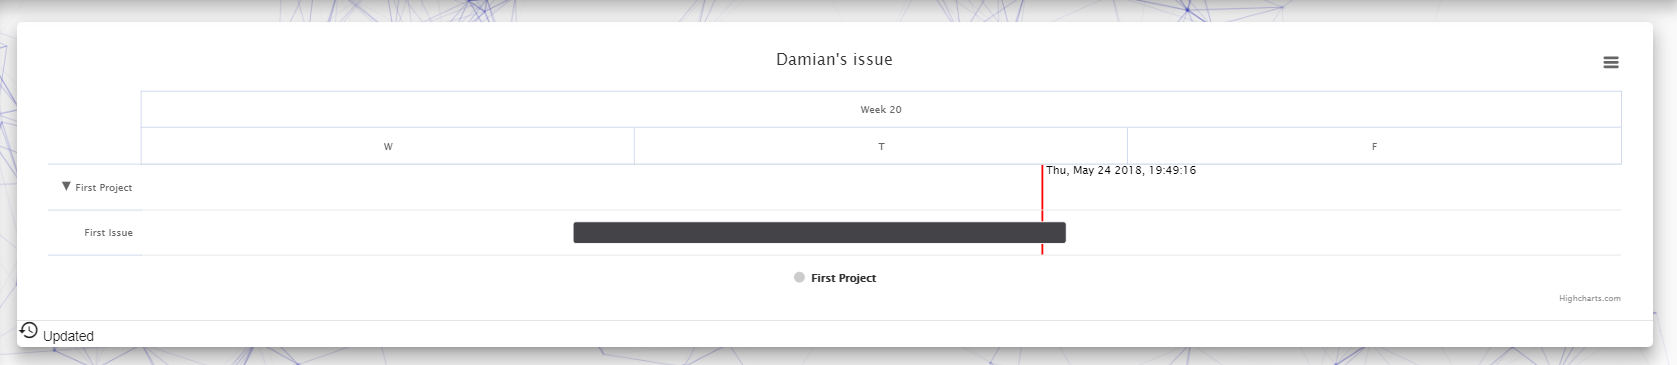 Damian's issue
Week 20
W T F
Thu, May 24 2018, 19:49:16
▼ First Project
First Issue
First Project
Highcharts.com
Updated